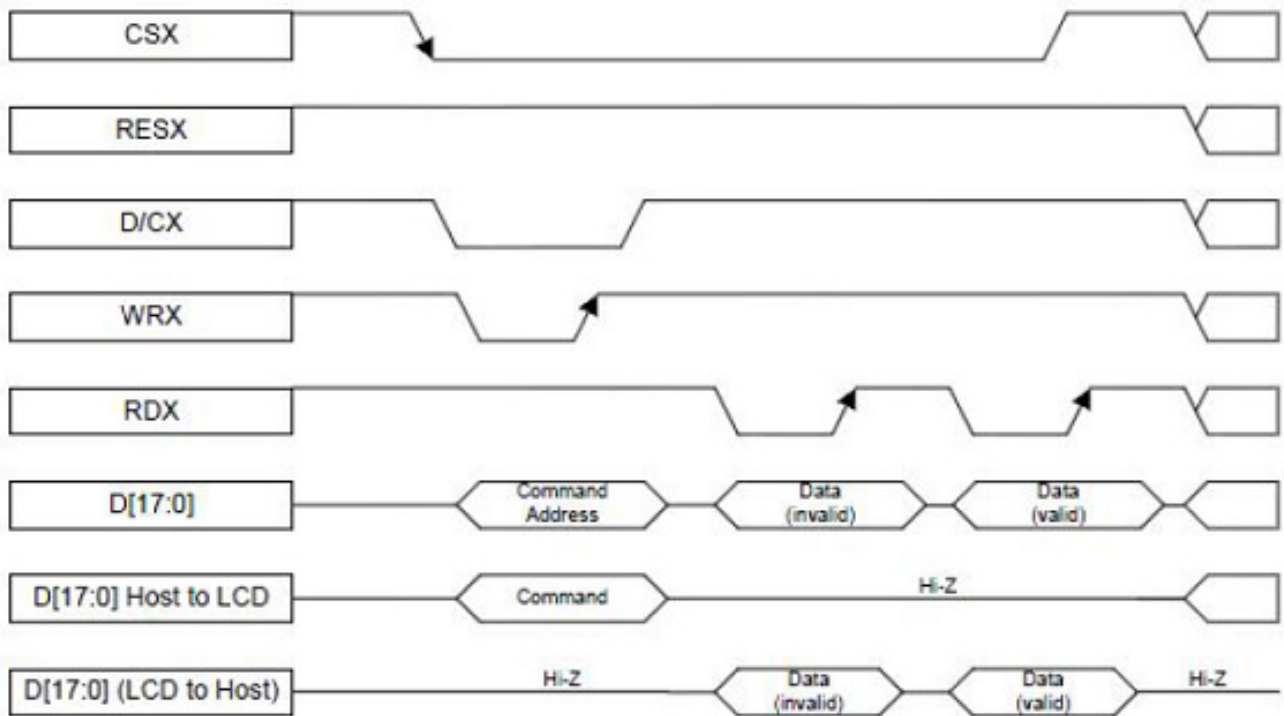 CSX
RESX
D/CX
WRX
RDX
D[17:0]
Command
Address
Data
(invalid)
Data
(valid)
D[17:0] Host to LCD
Command
Hi-Z
D[17:0] (LCD to Host)
Hi-Z
Data
(invalid)
Data
(valid)
Hi-Z